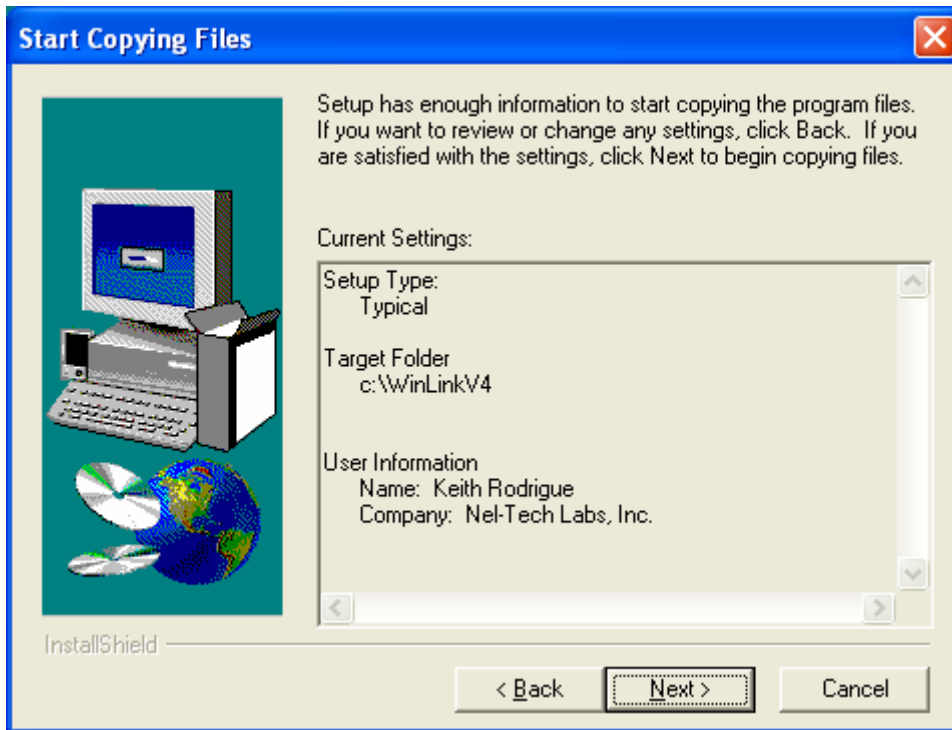 Start Copying Files
Setup has enough information to start copying the program files.
If you want to review or change any settings, click Back.  If you
are satisfied with the settings, click Next to begin copying files.
Current Settings:
Setup Type:
Typical
Target Folder
c:\WinLinkV4
User Information
Name:  Keith Rodrigue
Company:  Nel-Tech Labs, Inc.
InstallShield
< Back
Next >
Cancel